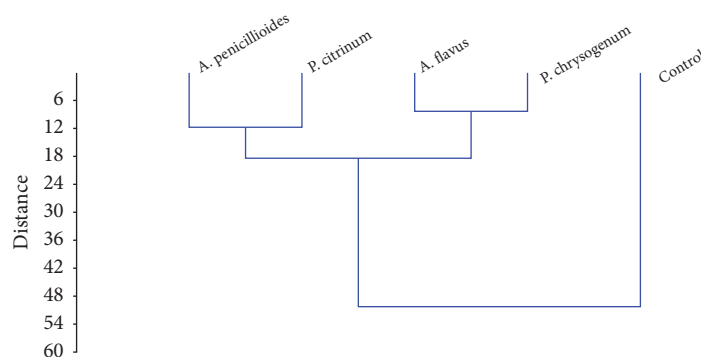 A. penicillioides
P. citrinum
A. flavus
P. chrysogenum
Control
6
12
18
24
30
36
42
48
54
60
Distance